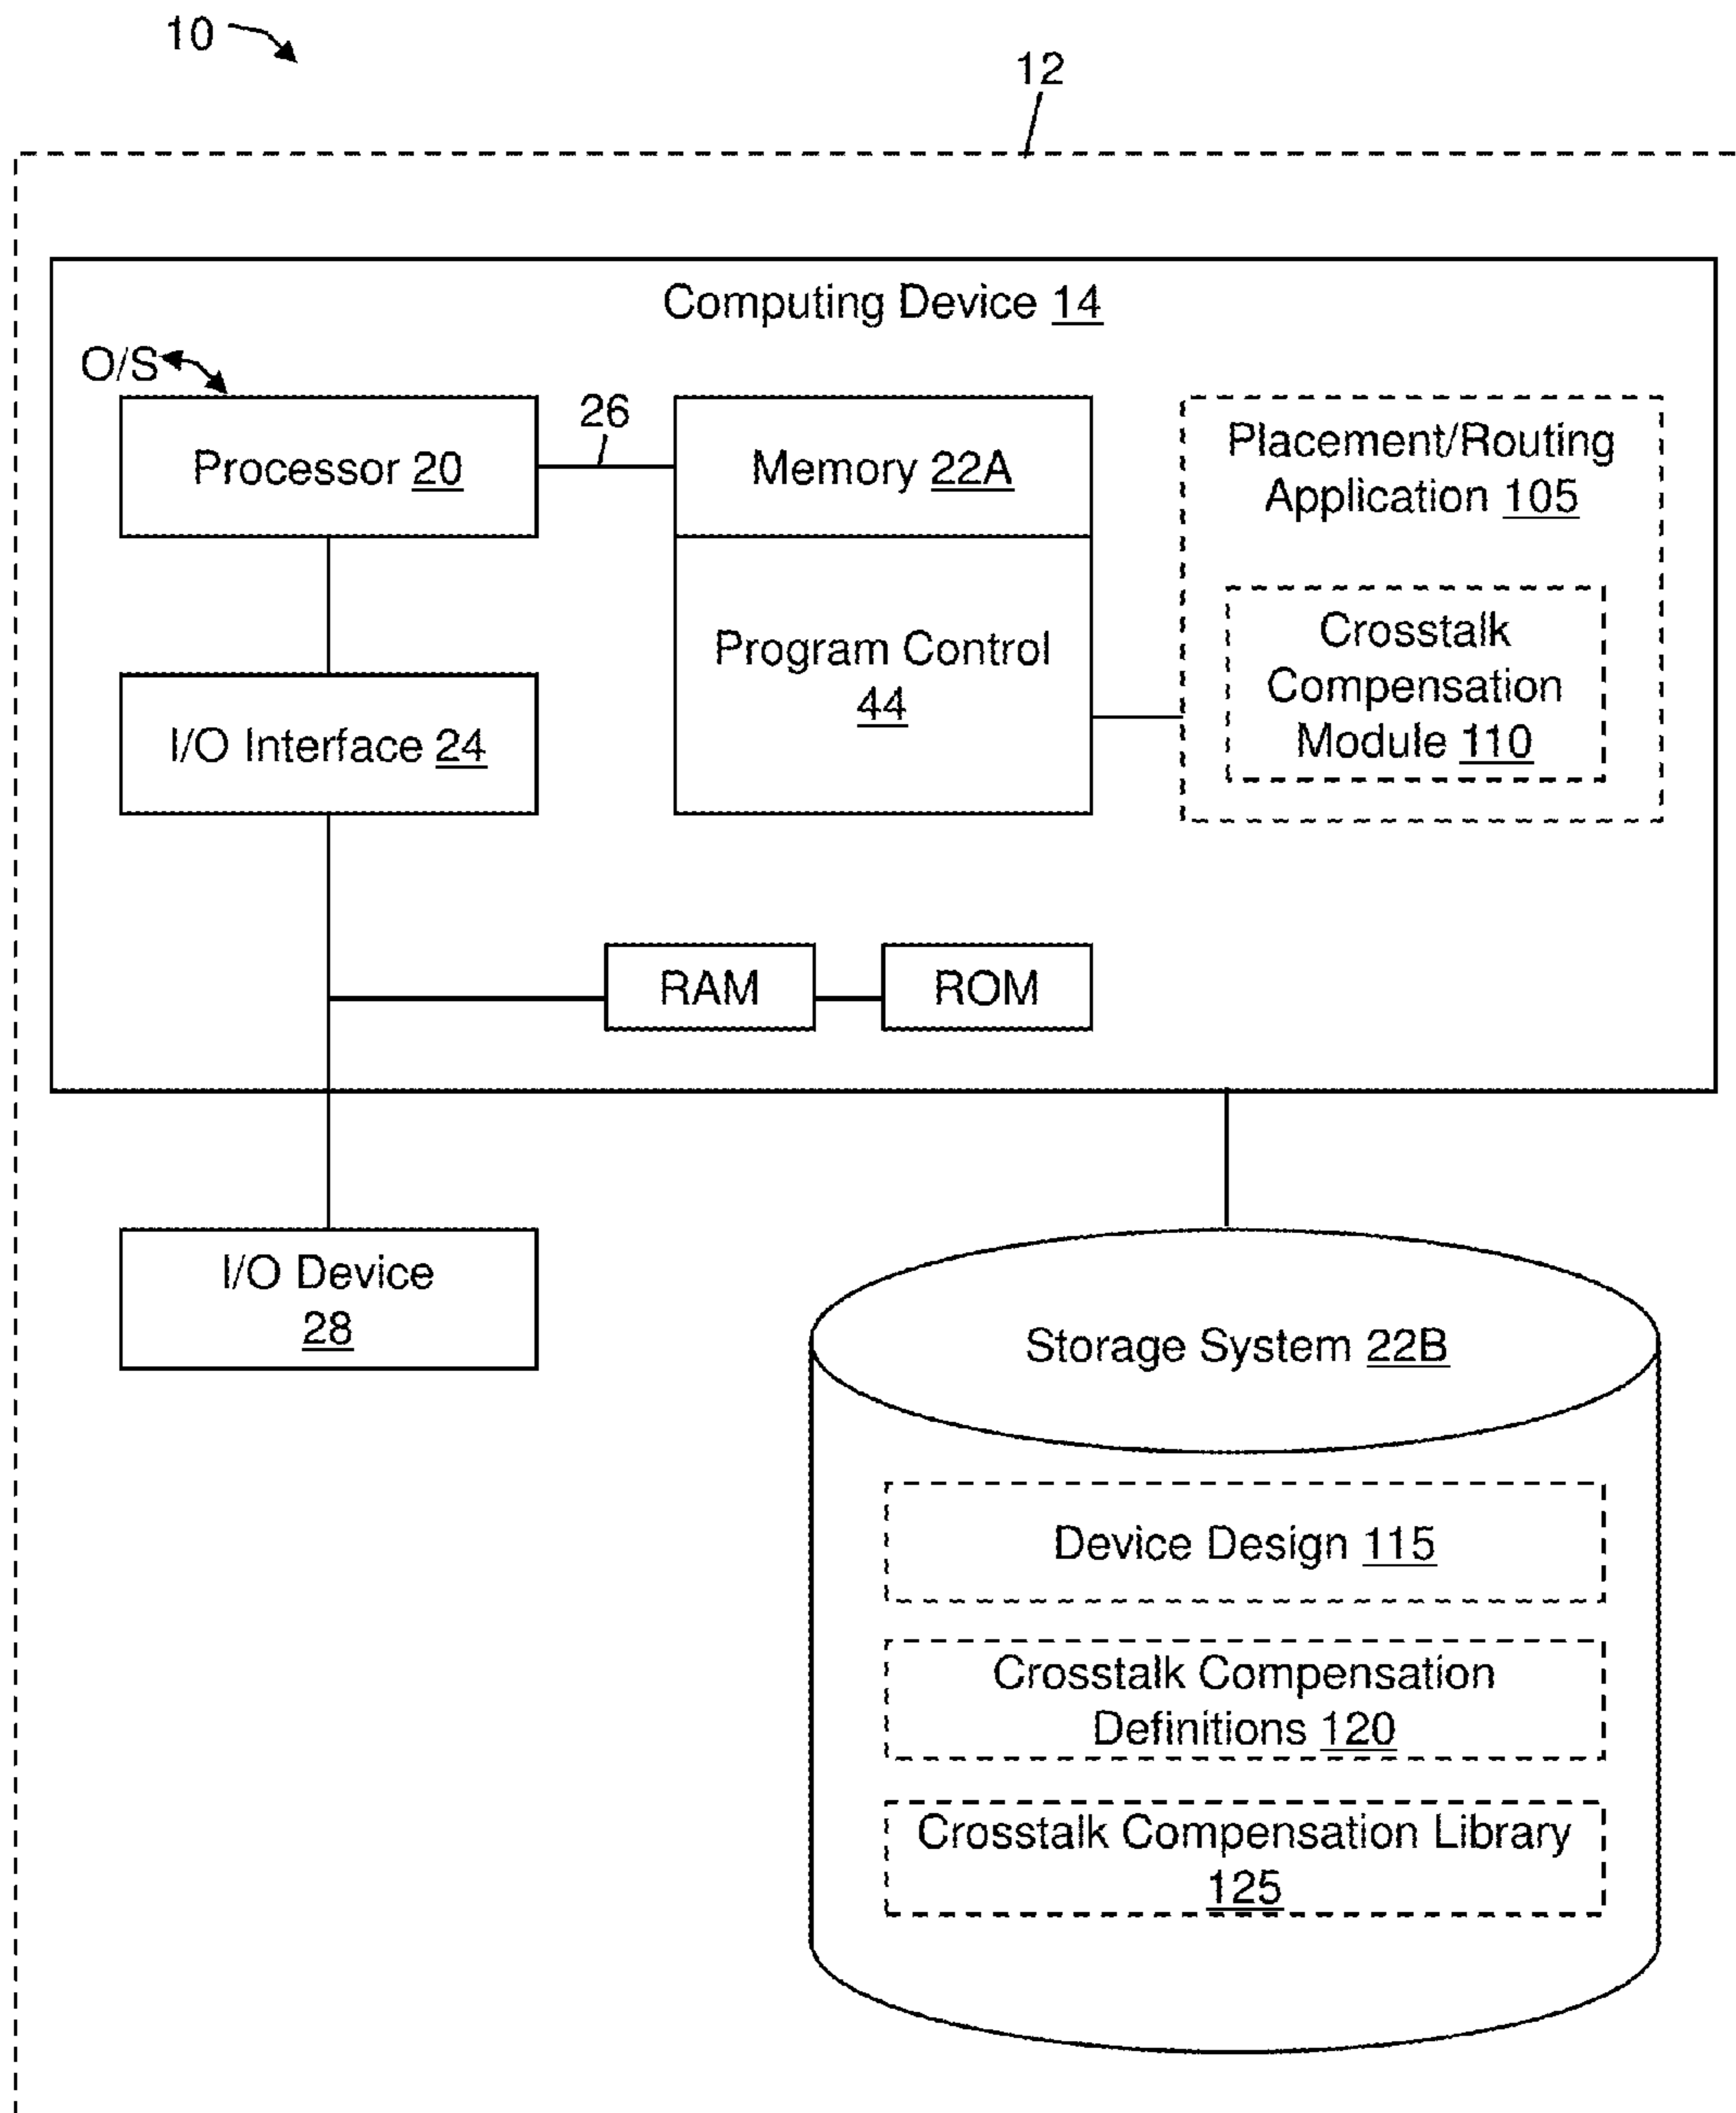 10
12
Computing Device 14
O/S
26
Processor 20
Memory 22A
Placement/Routing
Application 105
Program Control
44
Crosstalk
Compensation
Module 110
I/O Interface 24
RAM
ROM
I/O Device
28
Storage System 22B
Device Design 115
Crosstalk Compensation
Definitions 120
Crosstalk Compensation Library
125